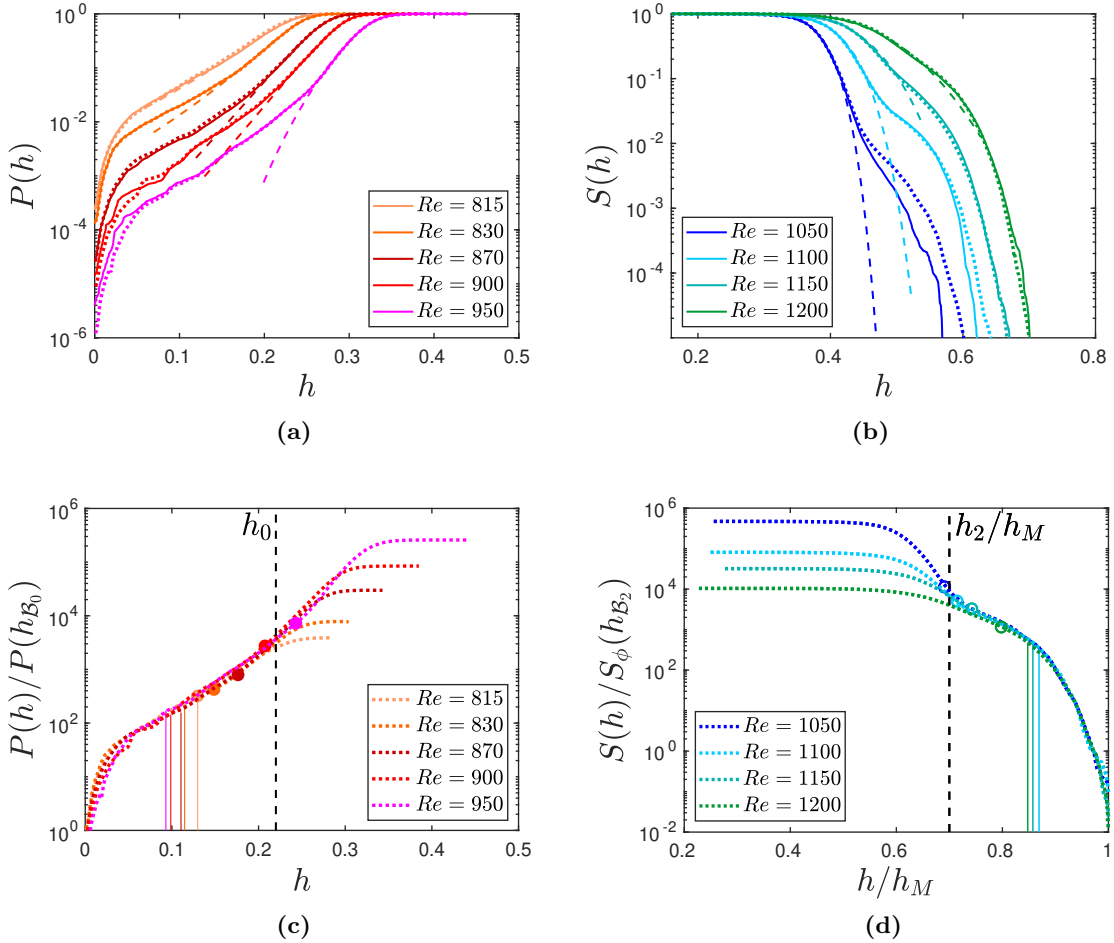 10^0
10^-2
10^-4
10^-6
P(h)
0 0.1 0.2 0.3 0.4 0.5
h
Re = 815
Re = 830
Re = 870
Re = 900
Re = 950
(a)
10^0
10^-1
10^-2
10^-3
10^-4
S(h)
0.2 0.4 0.6 0.8
h
Re = 1050
Re = 1100
Re = 1150
Re = 1200
(b)
10^6
10^4
10^2
10^0
P((h)/P(h_{B_0})
h_0
0 0.1 0.2 0.3 0.4 0.5
h
Re = 815
Re = 830
Re = 870
Re = 900
Re = 950
(c)
10^6
10^4
10^2
10^0
10^-2
S(h)/S_ϕ(h_{B_2})
h_2/h_M
0.2 0.4 0.6 0.8 1
h/h_M
Re = 1050
Re = 1100
Re = 1150
Re = 1200
(d)